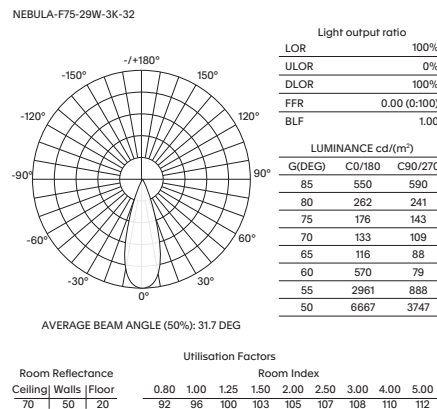 NEBULA-F75-29W-3K-32
-/+180°
-150° 150°
-120° 120°
-90° 90°
-60° 60°
-30° 30°
0°
AVERAGE BEAM ANGLE (50%): 31.7 DEG
Light output ratio
LOR 100%
ULOR 0%
DLOR 100%
FFR 0.00 (0:100)
BLF 1.00
LUMINANCE cd/(m²)
G(DEG) C0/180 C90/270
85 550 590
80 262 241
75 176 143
70 133 109
65 116 88
60 570 79
55 2961 888
50 6667 3747
Utilisation Factors
Room Reflectance Room Index
Ceiling Walls Floor 0.80 1.00 1.25 1.50 2.00 2.50 3.00 4.00 5.00
70 50 20 92 96 100 103 105 107 108 110 112